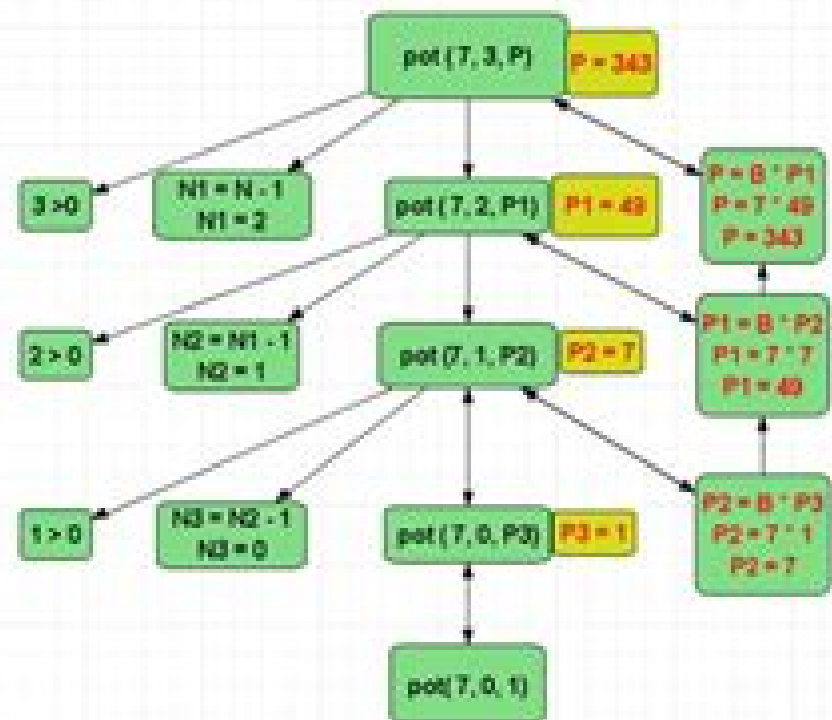 pot (7, 3, P)
P = 343
3 >0
N1 = N - 1
N1 = 2
pot (7, 2, P1)
P1 = 49
P = B * P1
P = 7 * 49
P = 343
2 > 0
N2 = N1 - 1
N2 = 1
pot (7, 1, P2)
P2 = 7
P1 = B * P2
P1 = 7 * 7
P1 = 49
1 > 0
N3 = N2 - 1
N3 = 0
pot (7, 0, P3)
P3 = 1
P2 = B * P3
P2 = 7 * 1
P2 = 7
pot( 7, 0, 1)